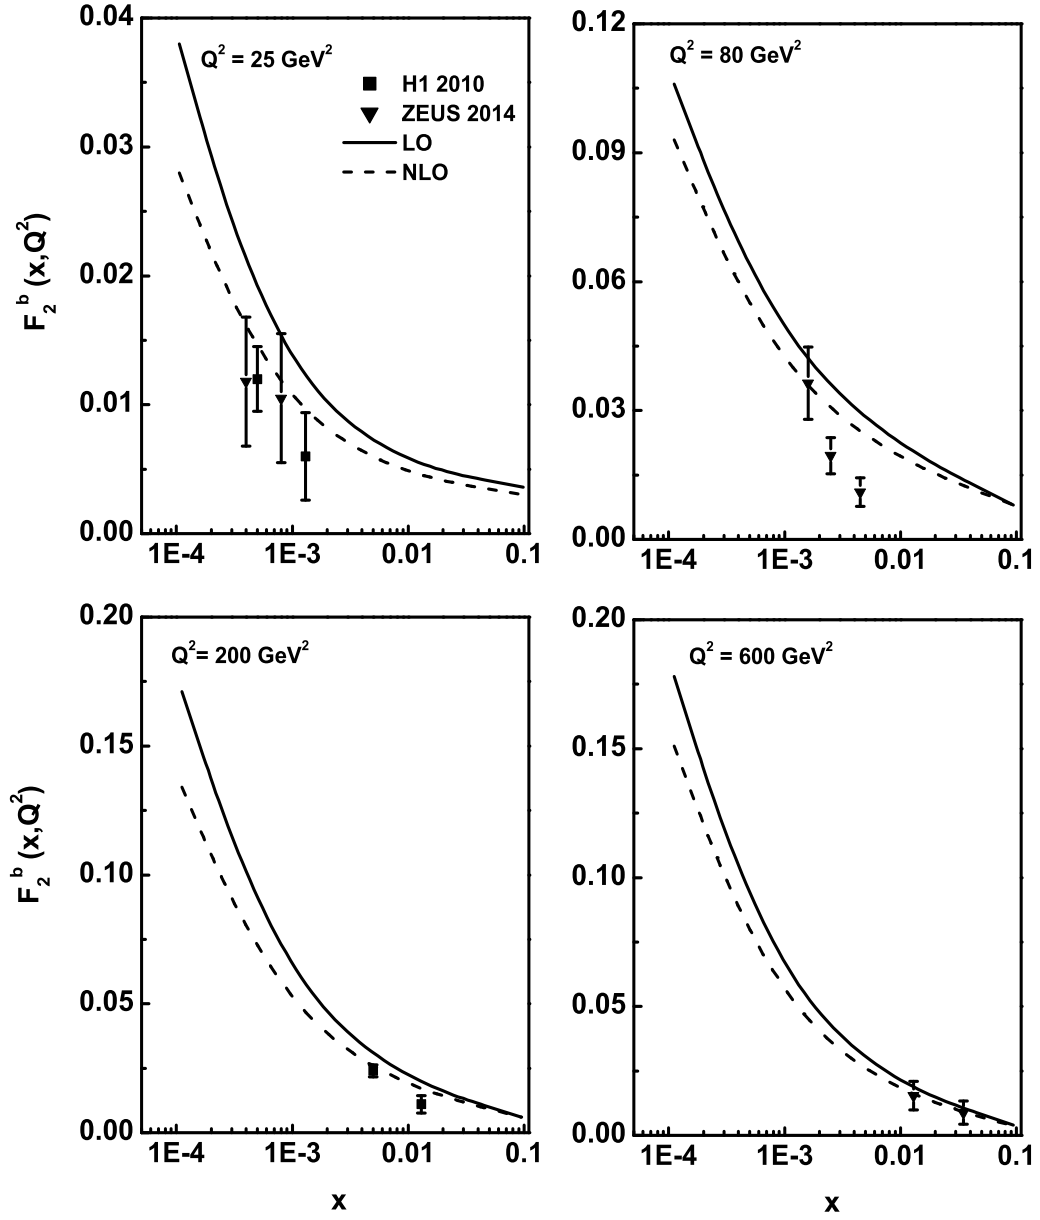 0.04
Q² = 25 GeV²
H1 2010
ZEUS 2014
LO
NLO
0.03
0.02
0.01
0.00
1E-4 1E-3 0.01 0.1
F₂ᵇ (x,Q²)
0.12
Q² = 80 GeV²
0.09
0.06
0.03
0.00
1E-4 1E-3 0.01 0.1
0.20
Q²= 200 GeV²
0.15
0.10
0.05
0.00
1E-4 1E-3 0.01 0.1
F₂ᵇ (x,Q²)
x
0.20
Q² = 600 GeV²
0.15
0.10
0.05
0.00
1E-4 1E-3 0.01 0.1
x